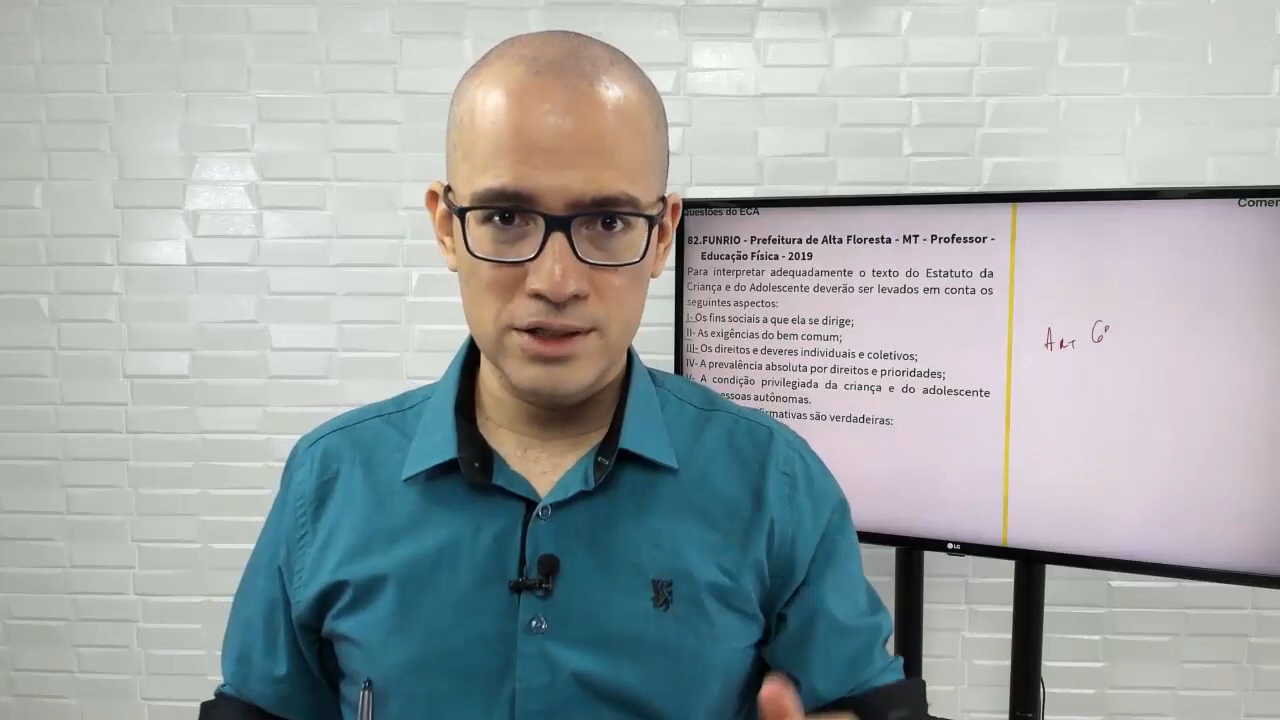 Questões do ECA
Comen
82.FUNRIO - Prefeitura de Alta Floresta - MT - Professor -
Educação Física - 2019
Para interpretar adequadamente o texto do Estatuto da
Criança e do Adolescente deverão ser levados em conta os
seguintes aspectos:
I- Os fins sociais a que ela se dirige;
II- As exigências do bem comum;
III- Os direitos e deveres individuais e coletivos;
IV- A prevalência absoluta por direitos e prioridades;
V- A condição privilegiada da criança e do adolescente
essoas autônomas.
firmativas são verdadeiras:
Art 6º
LG